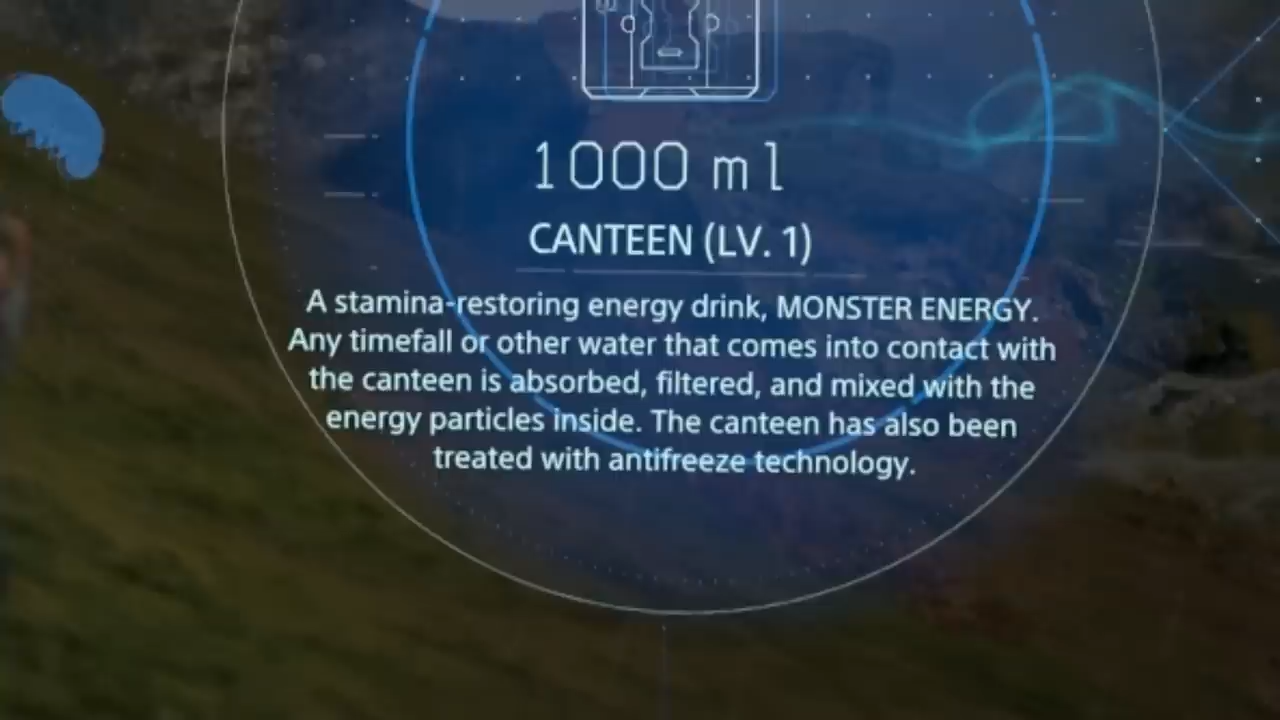 1000 ml
CANTEEN (LV. 1)
A stamina-restoring energy drink, MONSTER ENERGY.
Any timefall or other water that comes into contact with
the canteen is absorbed, filtered, and mixed with the
energy particles inside. The canteen has also been
treated with antifreeze technology.